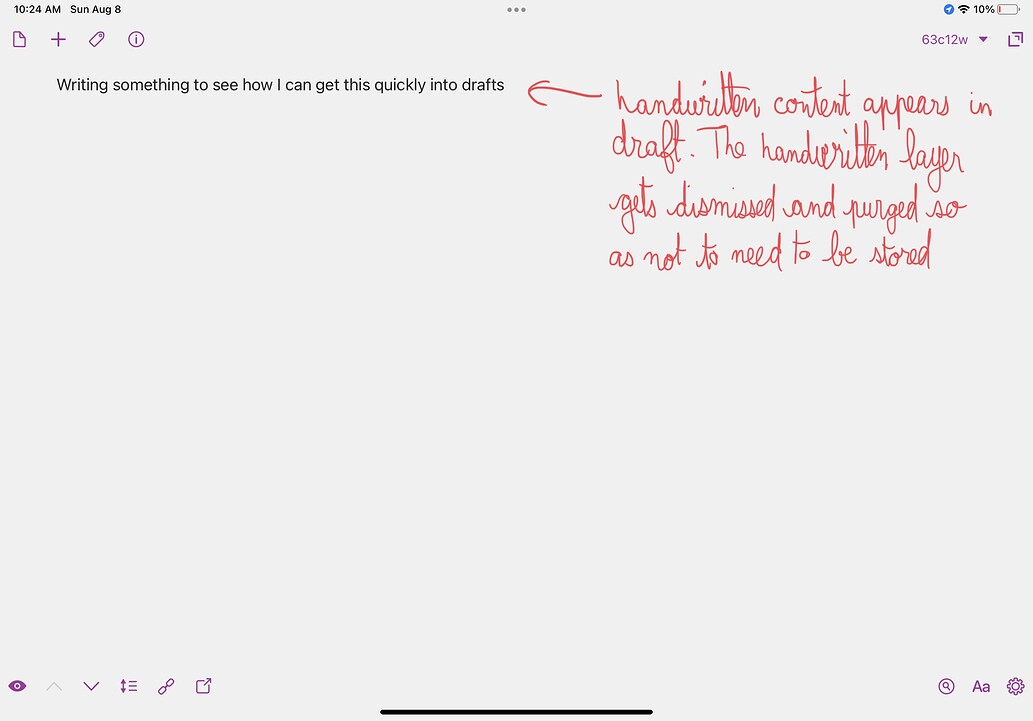 10:24 AM Sun Aug 8
10%
63c12w
Writing something to see how I can get this quickly into drafts
handwritten content appears in
draft. The handwritten layer
gets dismissed and purged so
as not to need to be stored
Aa